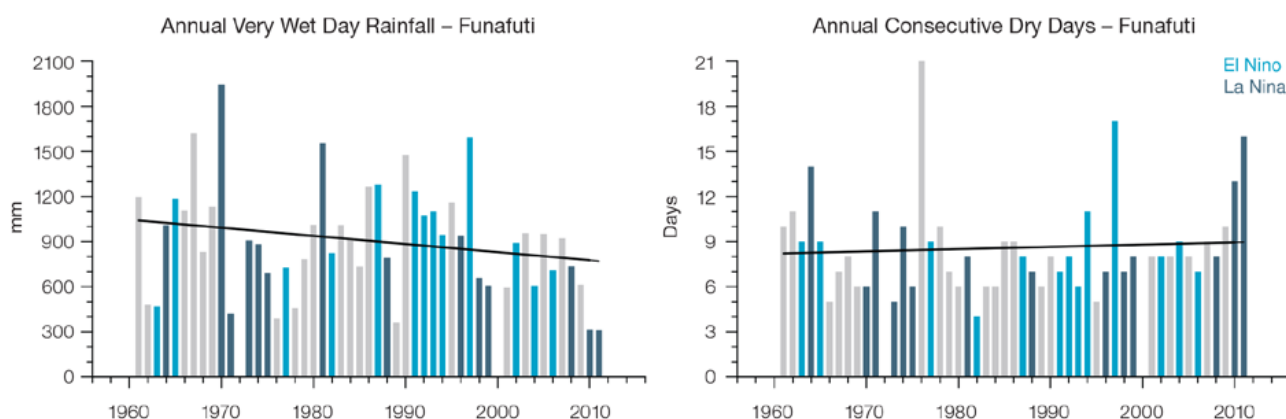 Annual Very Wet Day Rainfall – Funafuti
2100
1800
1500
1200
900
600
300
0
mm
1960 1970 1980 1990 2000 2010
Annual Consecutive Dry Days – Funafuti
El Nino
La Nina
21
18
15
12
9
6
3
0
Days
1960 1970 1980 1990 2000 2010